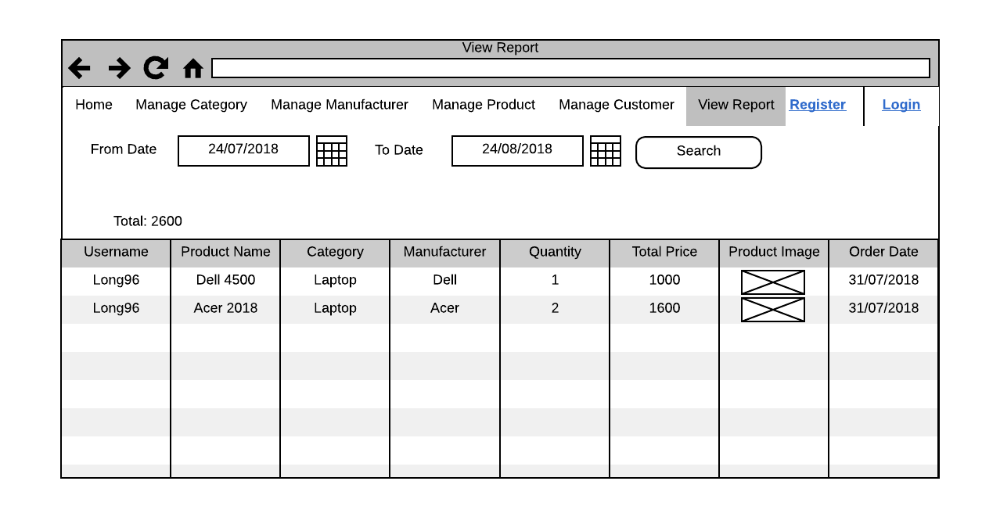 View Report
Home Manage Category Manage Manufacturer Manage Product Manage Customer View Report Register Login
From Date 24/07/2018 To Date 24/08/2018 Search
Total: 2600
Username Product Name Category Manufacturer Quantity Total Price Product Image Order Date
Long96 Dell 4500 Laptop Dell 1 1000 31/07/2018
Long96 Acer 2018 Laptop Acer 2 1600 31/07/2018